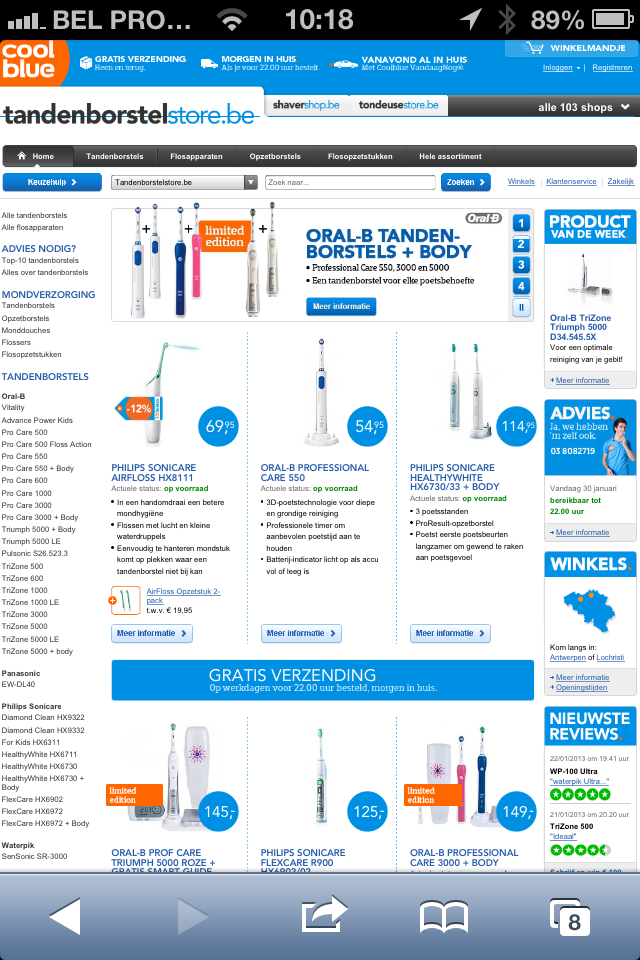 BEL PRO... 10:18 89%
cool
blue
GRATIS VERZENDING
Heen en terug.
MORGEN IN HUIS
Als je voor 22.00 uur bestelt.
VANAVOND AL IN HUIS.
Met Coolblue VandaagNog®.
WINKELMANDJE
Inloggen | Registreren
tandenborstelstore.be
shavershop.be
tondeusestore.be
alle 103 shops
Home
Tandenborstels
Flosapparaten
Opzetborstels
Flosopzetstukken
Hele assortiment
Keuzehulp
Tandenborstelstore.be
Zoek naar...
Zoeken
Winkels | Klantenservice | Zakelijk
Alle tandenborstels
Alle flosapparaten
ADVIES NODIG?
Top-10 tandenborstels
Alles over tandenborstels
MONDVERZORGING
Tandenborstels
Opzetborstels
Monddouches
Flossers
Flosopzetstukken
TANDENBORSTELS
Oral-B
Vitality
Advance Power Kids
Pro Care 500
Pro Care 500 Floss Action
Pro Care 550
Pro Care 550 + Body
Pro Care 600
Pro Care 1000
Pro Care 3000
Pro Care 3000 + Body
Triumph 5000 + Body
Triumph 5000 LE
Pulsonic S26.523.3
TriZone 500
TriZone 600
TriZone 1000
TriZone 1000 LE
TriZone 3000
TriZone 5000
TriZone 5000 LE
TriZone 5000 + body
Panasonic
EW-DL40
Philips Sonicare
Diamond Clean HX9322
Diamond Clean HX9332
For Kids HX6311
HealthyWhite HX6711
HealthyWhite HX6730
HealthyWhite HX6730 +
Body
FlexCare HX6902
FlexCare HX6972
FlexCare HX6972 + Body
Waterpik
SenSonic SR-3000
+ + + +
limited
edition
Oral-B
ORAL-B TANDEN-
BORSTELS + BODY
• Professional Care 550, 3000 en 5000
• Een tandenborstel voor elke poetsbehoefte
Meer informatie
1
2
3
4
II
-12%
69,95
PHILIPS SONICARE
AIRFLOSS HX8111
Actuele status: op voorraad
• In een handomdraai een betere
mondhygiëne
• Flossen met lucht en kleine
waterdruppels
• Eenvoudig te hanteren mondstuk
komt op plekken waar een
tandenborstel niet bij kan
AirFloss Opzetstuk 2-
pack
t.w.v. € 19,95
Meer informatie
54,95
ORAL-B PROFESSIONAL
CARE 550
Actuele status: op voorraad
• 3D-poetstechnologie voor diepe
en grondige reiniging
• Professionele timer om
aanbevolen poetstijd aan te
houden
• Batterij-indicator licht op als accu
vol of leeg is
Meer informatie
114,95
PHILIPS SONICARE
HEALTHYWHITE
HX6730/33 + BODY
Actuele status: op voorraad
• 3 poetsstanden
• ProResult-opzetborstel
• Poetst eerste poetsbeurten
langzamer om gewend te raken
aan poetsgevoel
Meer informatie
GRATIS VERZENDING.
Op werkdagen voor 22.00 uur besteld, morgen in huis.
limited
edition
145,-
ORAL-B PROF CARE
TRIUMPH 5000 ROZE +
GRATIS SMART GUIDE
125,-
PHILIPS SONICARE
FLEXCARE R900
HX6902/02
limited
edition
149,-
ORAL-B PROFESSIONAL
CARE 3000 + BODY
PRODUCT
VAN DE WEEK.
Oral-B TriZone
Triumph 5000
D34.545.5X
Voor een optimale
reiniging van je gebit!
Meer informatie
ADVIES.
Ja, we hebben
'm zelf ook.
03 8082719
Vandaag 30 januari
bereikbaar tot
22.00 uur
Meer informatie
WINKELS.
Kom langs in:
Antwerpen of Lochristi
Meer informatie
Openingstijden
NIEUWSTE
REVIEWS.
22/01/2013 om 19.41 uur
WP-100 Ultra
"waterpik Ultra..."
21/01/2013 om 20.20 uur
TriZone 500
"Ideaal"
8